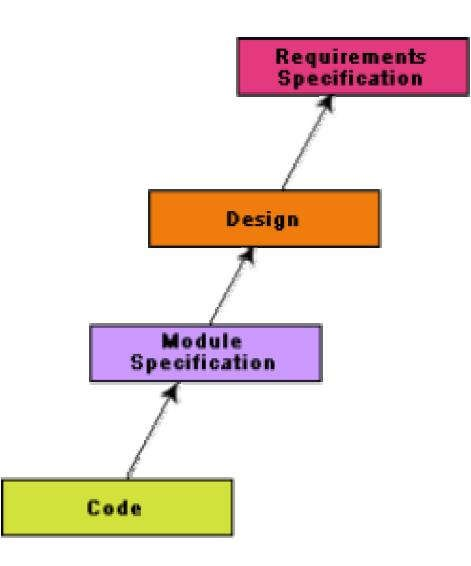 Requirements
Specification
Design
Module
Specification
Code